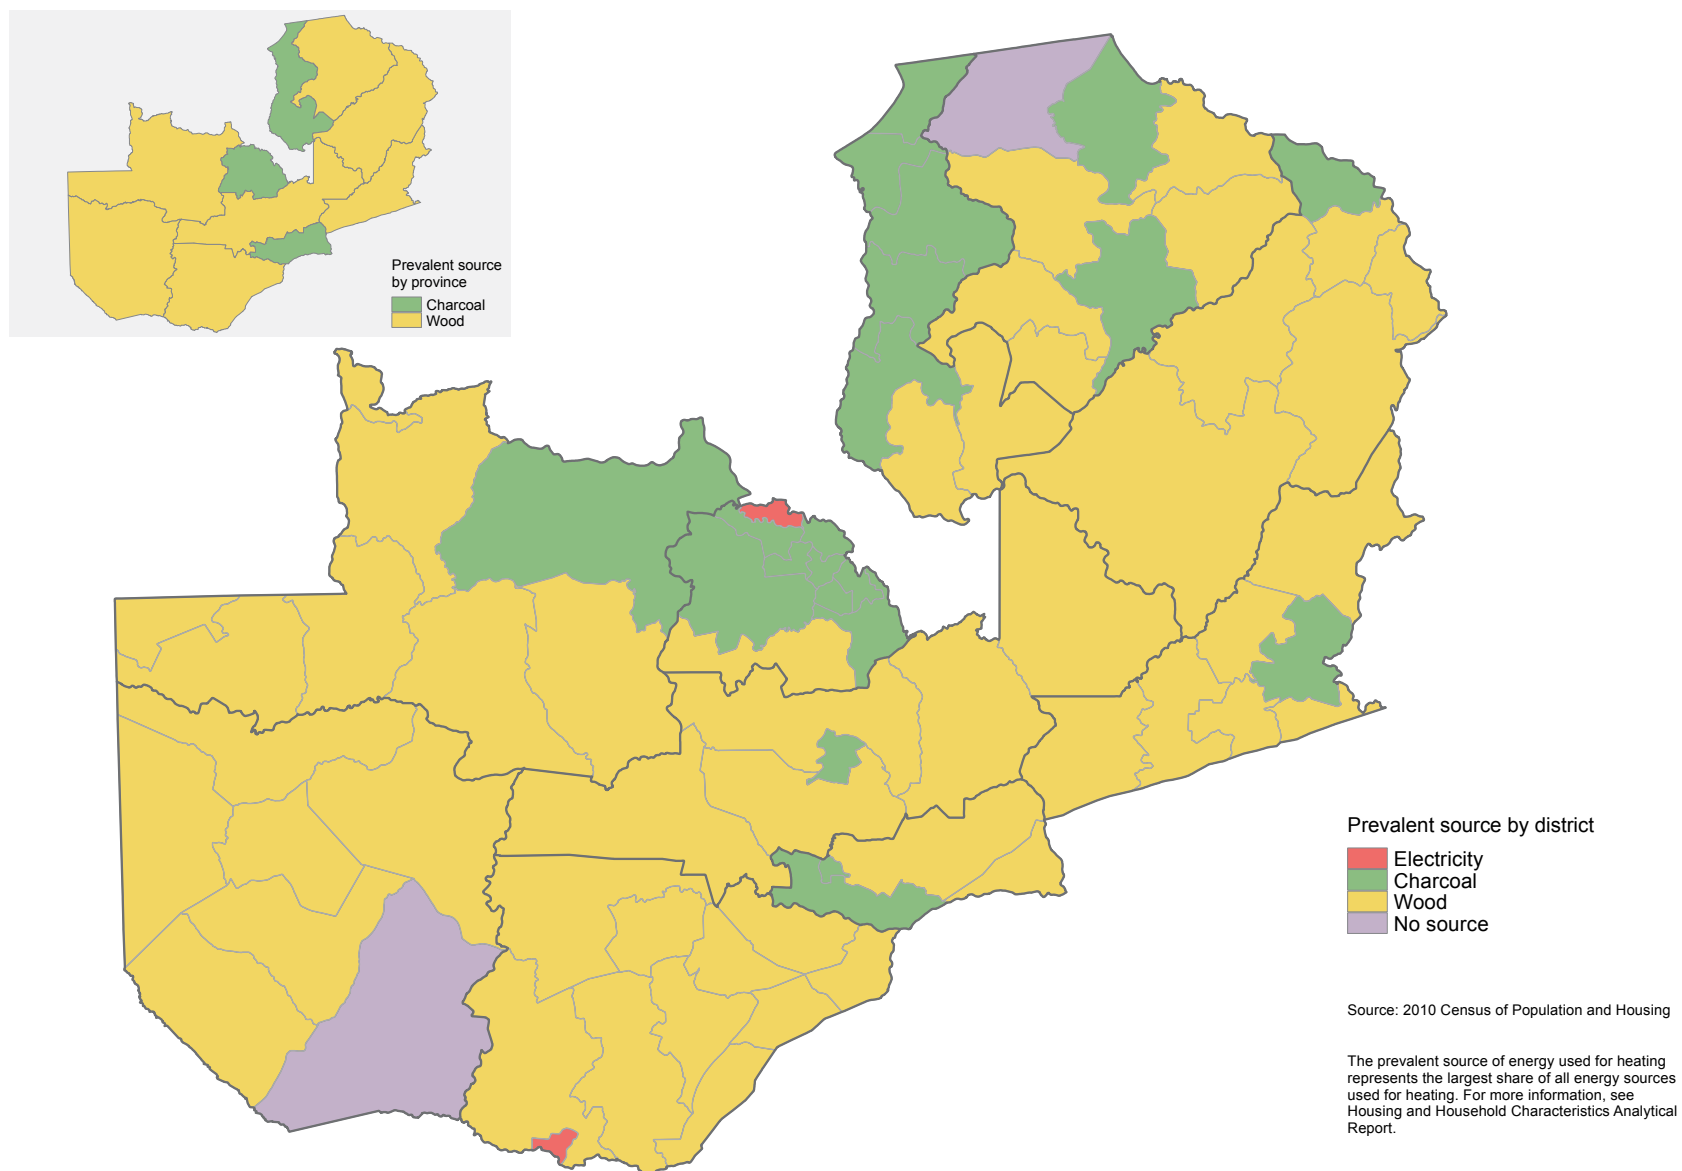 Prevalent source
by province
Charcoal
Wood
Prevalent source by district
Electricity
Charcoal
Wood
No source
Source: 2010 Census of Population and Housing
The prevalent source of energy used for heating
represents the largest share of all energy sources
used for heating. For more information, see
Housing and Household Characteristics Analytical
Report.